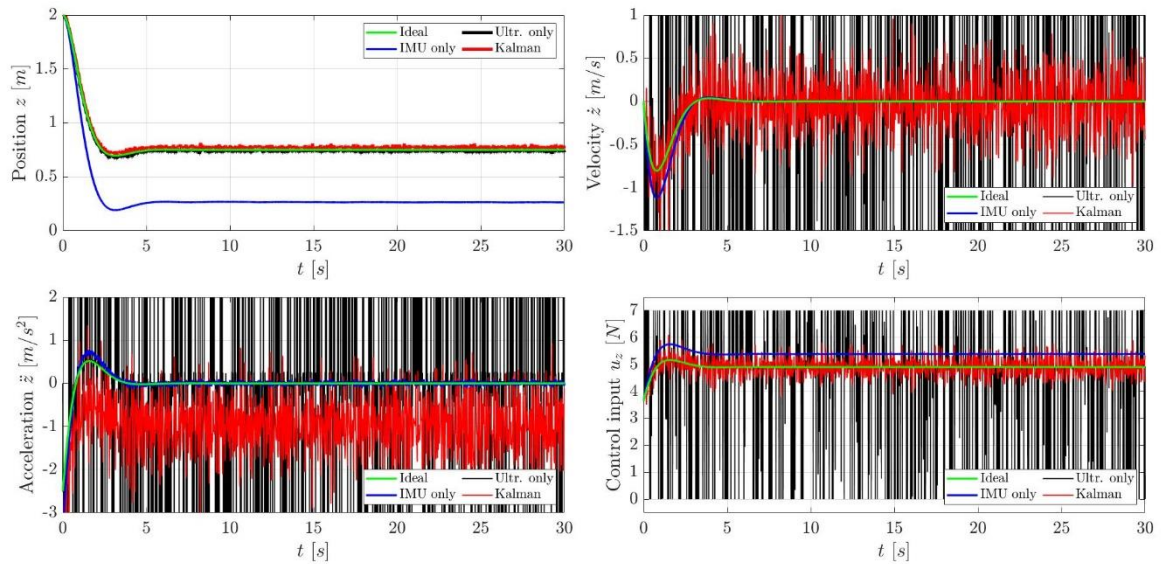 Position z [m]
2
1.5
1
0.5
0
0 5 10 15 20 25 30
t [s]
Ideal Ultr. only
IMU only Kalman
Velocity ż [m/s]
1
0.5
0
-0.5
-1
-1.5
0 5 10 15 20 25 30
t [s]
Ideal Ultr. only
IMU only Kalman
Acceleration z̈ [m/s²]
2
1
0
-1
-2
-3
0 5 10 15 20 25 30
t [s]
Ideal Ultr. only
IMU only Kalman
Control input u_z [N]
7
6
5
4
3
2
1
0
0 5 10 15 20 25 30
t [s]
Ideal Ultr. only
IMU only Kalman